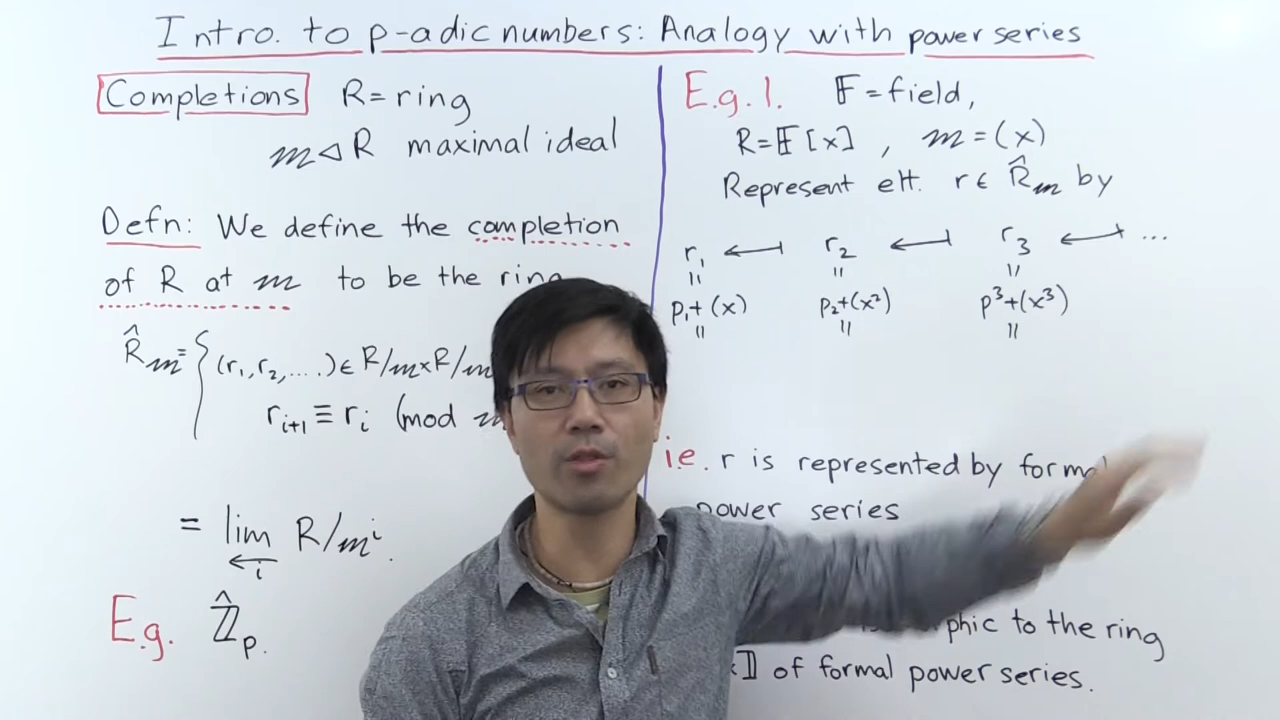 Intro. to p-adic numbers: Analogy with power series
Completions R = ring
𝓂 ◁ R maximal ideal
Defn: We define the completion
of R at 𝓂 to be the ring
R̂𝓂 = { (r₁, r₂, ....) ∈ R/𝓂 × R/𝓂
rᵢ₊₁ ≡ rᵢ (mod
= lim R/𝓂ⁱ.
← i
E.g. ℤ̂ₚ.
E.g. 1. 𝔽 = field,
R = 𝔽[x] , 𝓂 = (x)
Represent elt. r ∈ R̂𝓂 by
r₁ ↤ r₂ ↤ r₃ ↤ ...
= = =
p₁+(x) p₂+(x²) p³+(x³)
= = =
i.e. r is represented by
power series
to the ring
of formal power series.